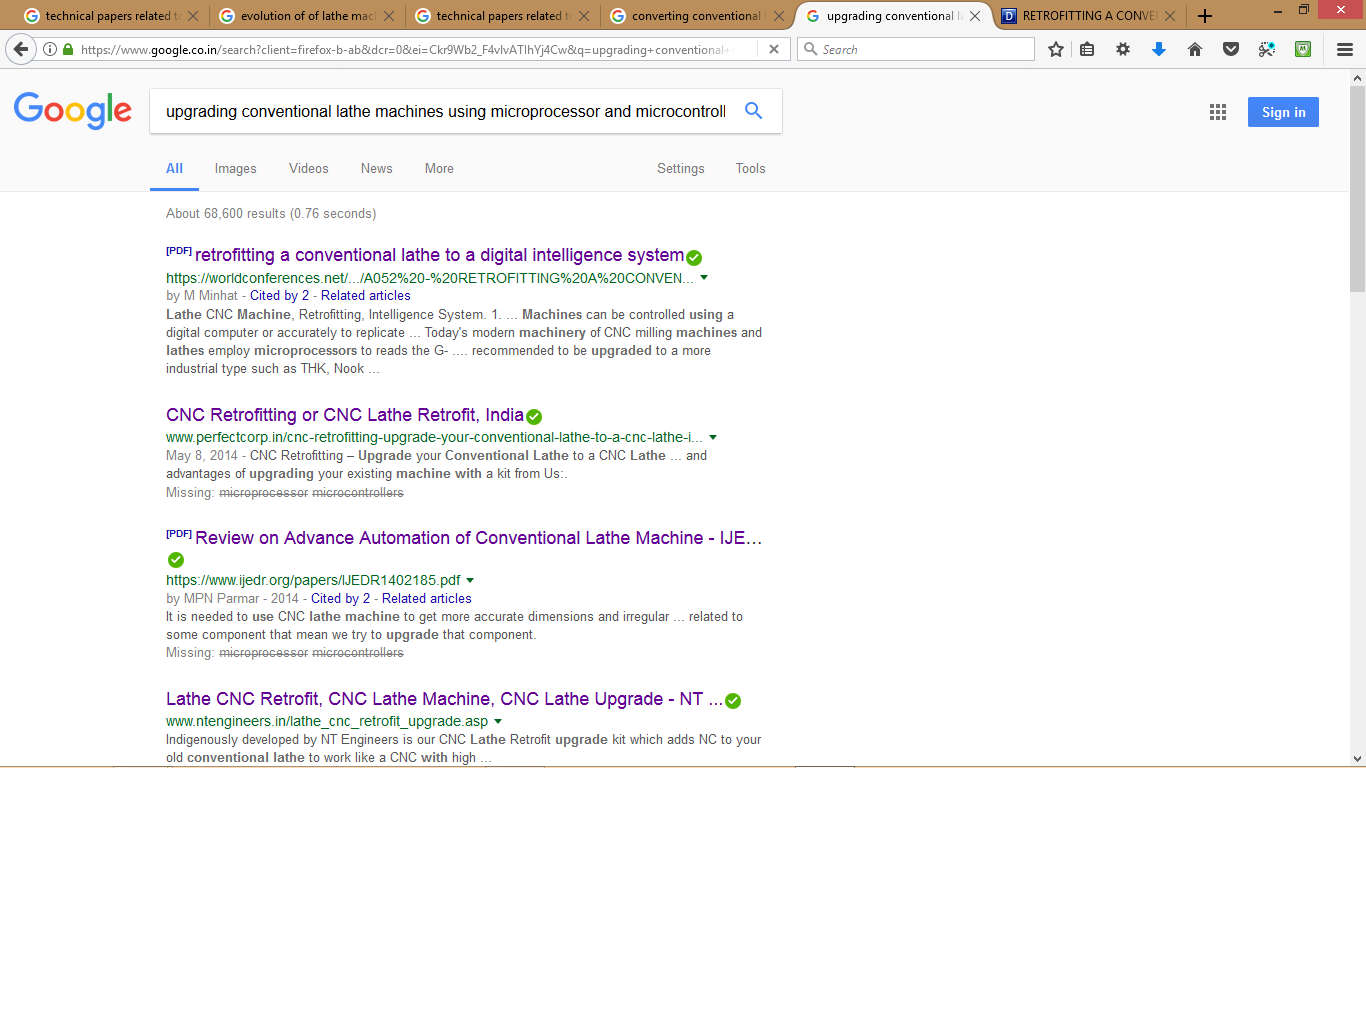 technical papers related t
evolution of of lathe mac
technical papers related t
converting conventional
upgrading conventional l
D RETROFITTING A CONVE
https://www.google.co.in/search?client=firefox-b-ab&dcr=0&ei=Ckr9Wb2_F4vIvATIhYj4Cw&q=upgrading+conventional+
Search
Google
upgrading conventional lathe machines using microprocessor and microcontroll
Sign in
All Images Videos News More Settings Tools
About 68,600 results (0.76 seconds)
[PDF] retrofitting a conventional lathe to a digital intelligence system
https://worldconferences.net/.../A052%20-%20RETROFITTING%20A%20CONVEN...
by M Minhat - Cited by 2 - Related articles
Lathe CNC Machine, Retrofitting, Intelligence System. 1. ... Machines can be controlled using a
digital computer or accurately to replicate ... Today's modern machinery of CNC milling machines and
lathes employ microprocessors to reads the G- .... recommended to be upgraded to a more
industrial type such as THK, Nook ...
CNC Retrofitting or CNC Lathe Retrofit, India
www.perfectcorp.in/cnc-retrofitting-upgrade-your-conventional-lathe-to-a-cnc-lathe-i...
May 8, 2014 - CNC Retrofitting – Upgrade your Conventional Lathe to a CNC Lathe ... and
advantages of upgrading your existing machine with a kit from Us:.
Missing: microprocessor microcontrollers
[PDF] Review on Advance Automation of Conventional Lathe Machine - IJE...
https://www.ijedr.org/papers/IJEDR1402185.pdf
by MPN Parmar - 2014 - Cited by 2 - Related articles
It is needed to use CNC lathe machine to get more accurate dimensions and irregular ... related to
some component that mean we try to upgrade that component.
Missing: microprocessor microcontrollers
Lathe CNC Retrofit, CNC Lathe Machine, CNC Lathe Upgrade - NT ...
www.ntengineers.in/lathe_cnc_retrofit_upgrade.asp
Indigenously developed by NT Engineers is our CNC Lathe Retrofit upgrade kit which adds NC to your
old conventional lathe to work like a CNC with high ...